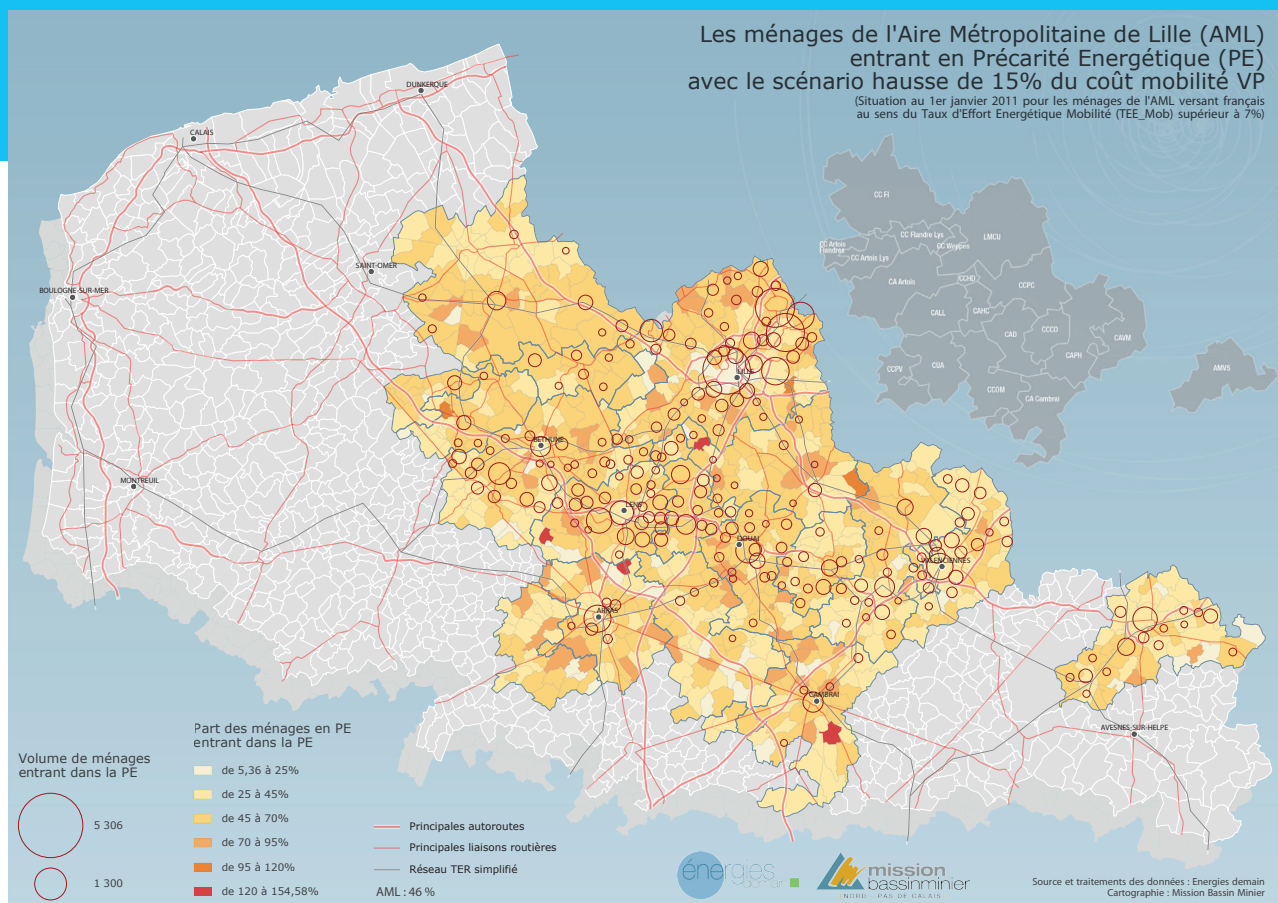 Les ménages de l'Aire Métropolitaine de Lille (AML)
entrant en Précarité Energétique (PE)
avec le scénario hausse de 15% du coût mobilité VP
(Situation au 1er janvier 2011 pour les ménages de l'AML versant français
au sens du Taux d'Effort Energétique Mobilité (TEE_Mob) supérieur à 7%)
DUNKERQUE
CALAIS
SAINT-OMER
BOULOGNE-SUR-MER
MONTREUIL
LILLE
BÉTHUNE
LENS
DOUAI
VALENCIENNES
ARRAS
CAMBRAI
AVESNES-SUR-HELPE
CC FI
CC Flandre Lys
LMCU
CC Weppes
CC Artois
Flandres
CC Artois Lys
CCHD
CCPC
CA Artois
CALL
CAHC
CAD
CCCO
CAVM
CAPH
CCPV
CUA
CCOM
CA Cambrai
AMVS
Volume de ménages
entrant dans la PE
5 306
1 300
Part des ménages en PE
entrant dans la PE
de 5,36 à 25%
de 25 à 45%
de 45 à 70%
de 70 à 95%
de 95 à 120%
de 120 à 154,58%
Principales autoroutes
Principales liaisons routières
Réseau TER simplifié
AML : 46 %
énergies
demain
mission
bassinminier
NORD - PAS DE CALAIS
Source et traitements des données : Energies demain
Cartographie : Mission Bassin Minier